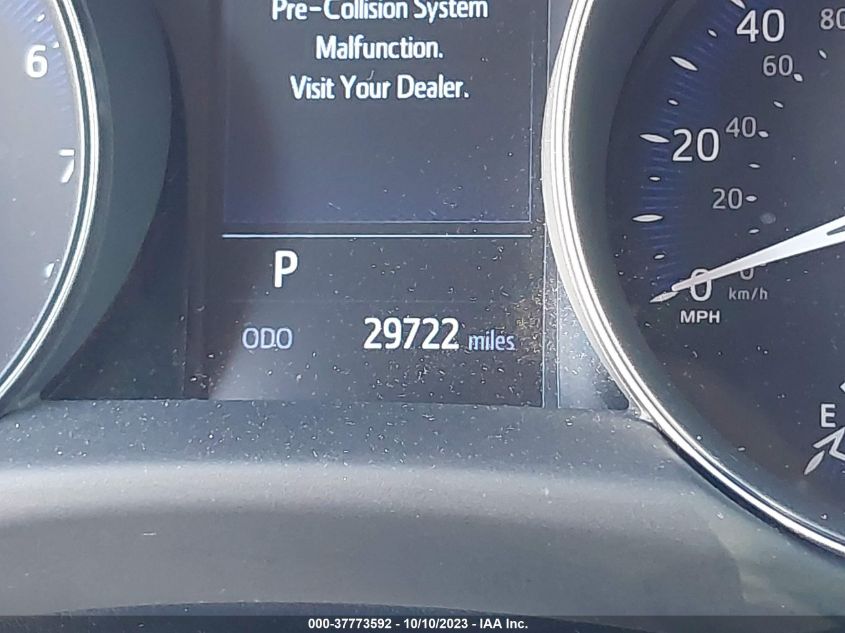 Pre-Collision System
Malfunction.
Visit Your Dealer.
6
7
P
ODO 29722 miles
40
80
60
20
40
20
0
0
km/h
MPH
E
000-37773592 - 10/10/2023 - IAA Inc.